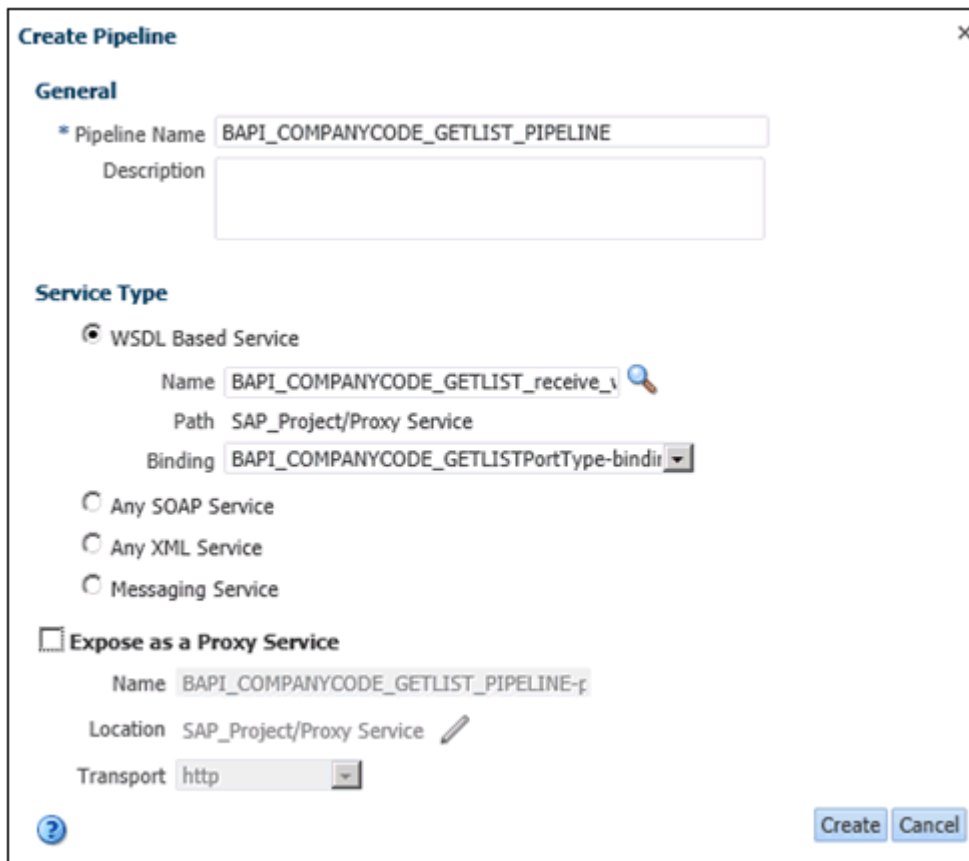 Create Pipeline
General
* Pipeline Name BAPI_COMPANYCODE_GETLIST_PIPELINE
Description
Service Type
WSDL Based Service
Name BAPI_COMPANYCODE_GETLIST_receive_
Path SAP_Project/Proxy Service
Binding BAPI_COMPANYCODE_GETLISTPortType-bindin
Any SOAP Service
Any XML Service
Messaging Service
Expose as a Proxy Service
Name BAPI_COMPANYCODE_GETLIST_PIPELINE-p
Location SAP_Project/Proxy Service
Transport http
? Create Cancel